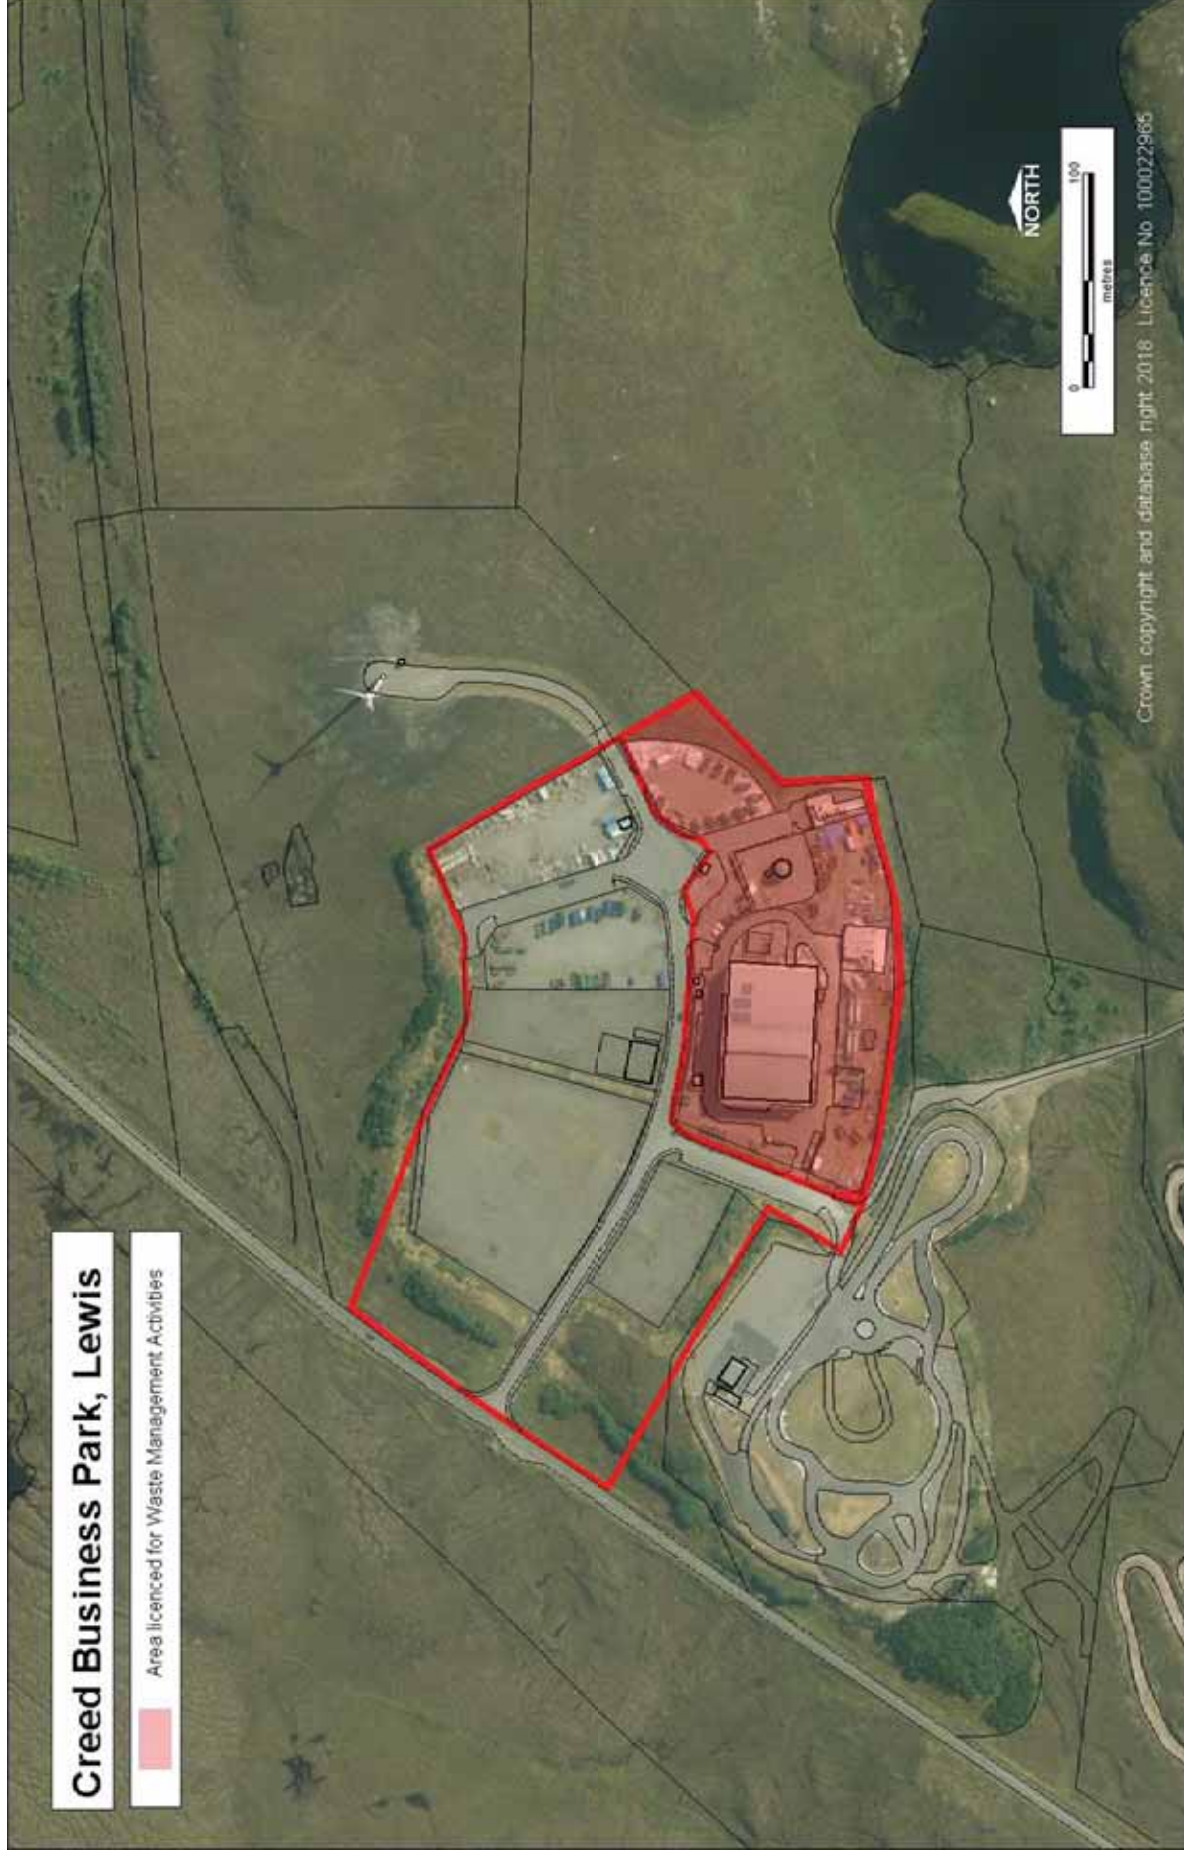 Creed Business Park, Lewis
Area licenced for Waste Management Activities
NORTH
0 100
metres
Crown copyright and database right 2018 Licence No 100022965